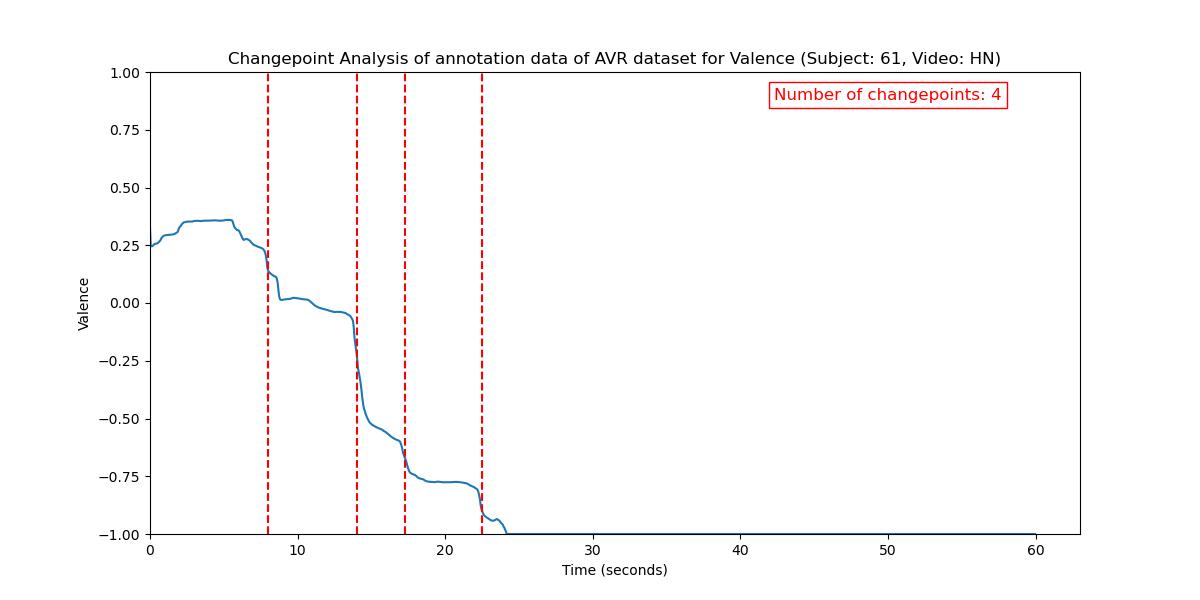 Changepoint Analysis of annotation data of AVR dataset for Valence (Subject: 61, Video: HN)
Number of changepoints: 4
1.00
0.75
0.50
0.25
0.00
−0.25
−0.50
−0.75
−1.00
Valence
0 10 20 30 40 50 60
Time (seconds)